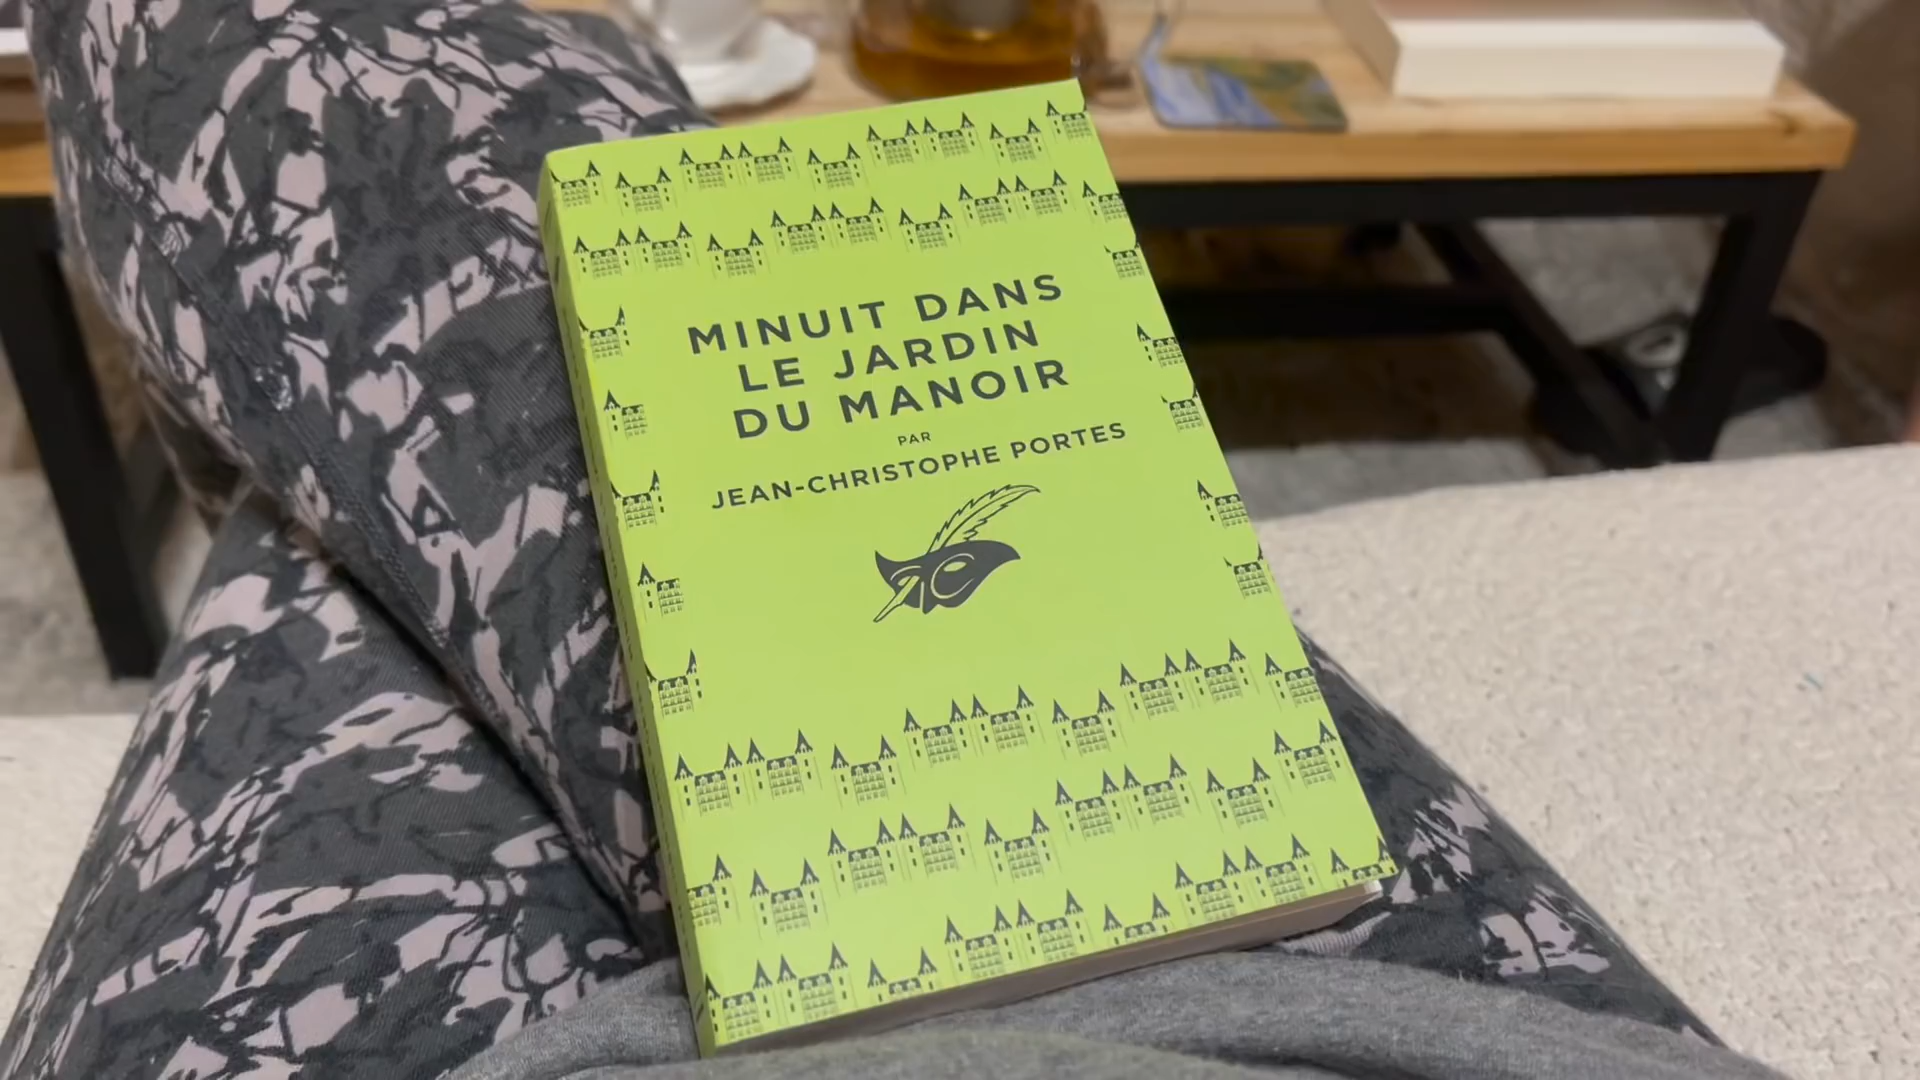 MINUIT DANS
LE JARDIN
DU MANOIR
PAR
JEAN-CHRISTOPHE PORTES